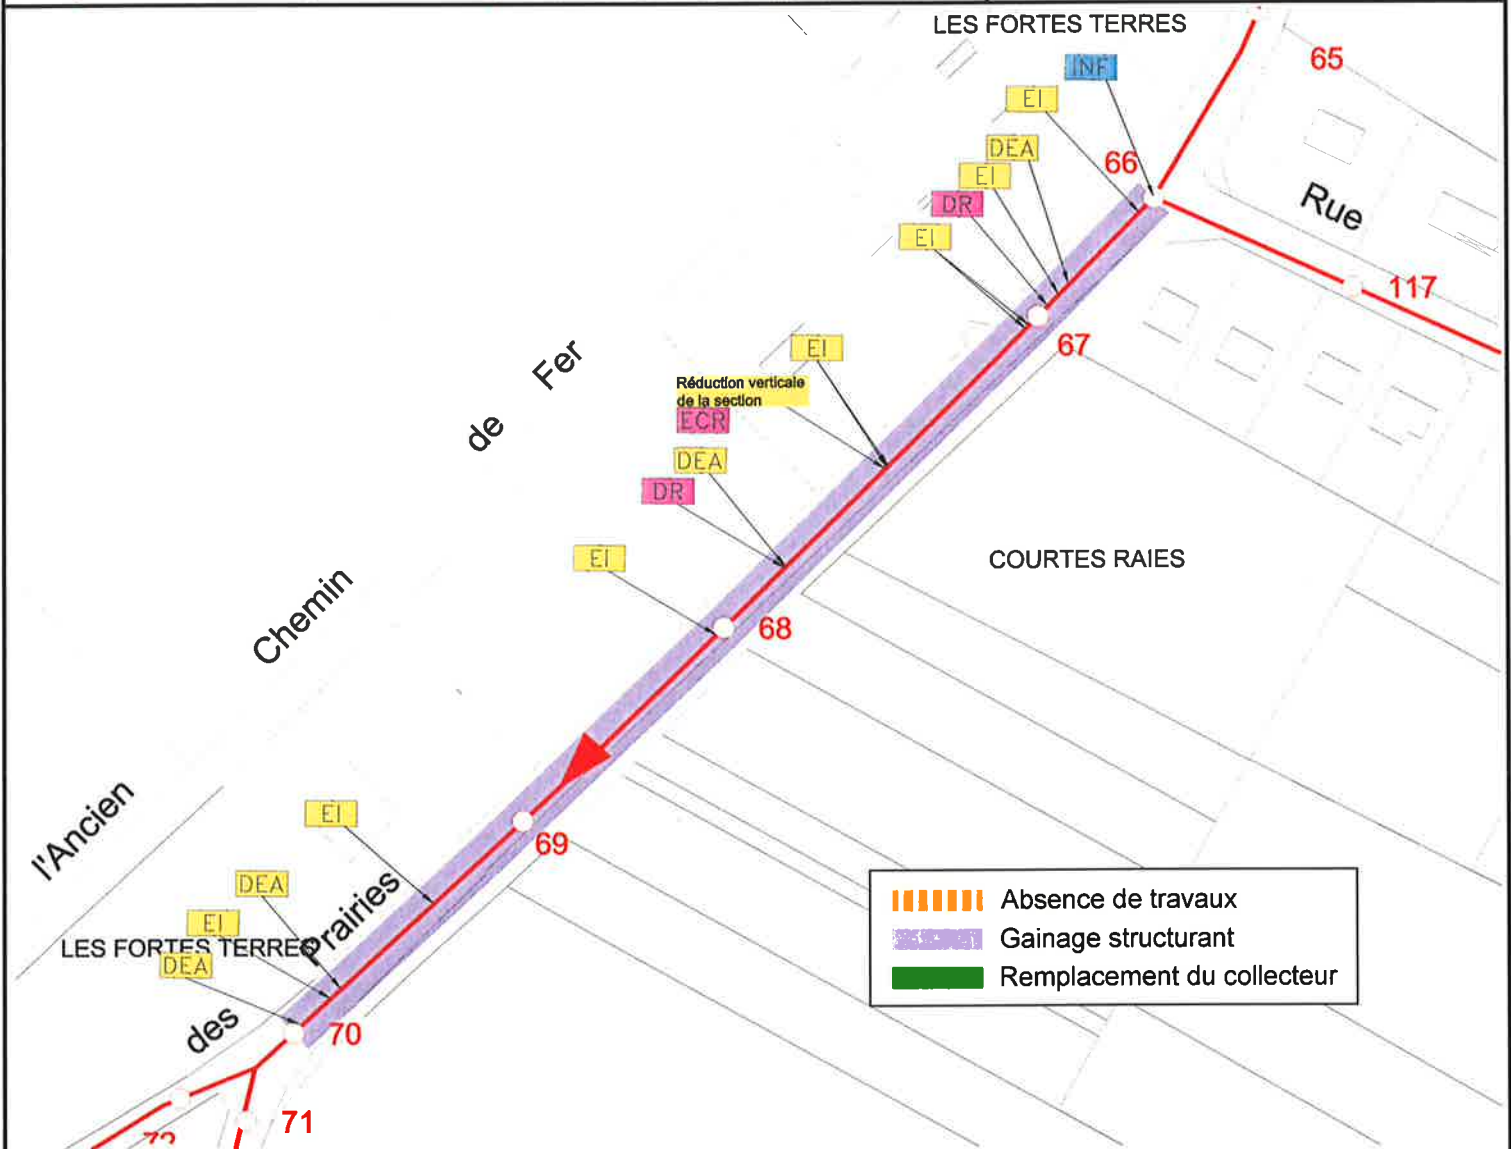 LES FORTES TERRES
65
INF
EI
DEA
66
EI
DR
Rue
EI
117
67
EI
Fer
Réduction verticale
de la section
ECR
de
DEA
DR
EI
COURTES RAIES
68
Chemin
EI
69
l'Ancien
DEA
Prairies
EI
LES FORTES TERRES
DEA
des
70
71
72
Absence de travaux
Gainage structurant
Remplacement du collecteur